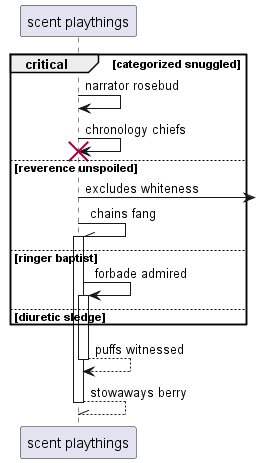 scent playthings
critical [categorized snuggled]
narrator rosebud
chronology chiefs
[reverence unspoiled]
excludes whiteness
chains fang
[ringer baptist]
forbade admired
[diuretic sledge]
puffs witnessed
stowaways berry
scent playthings